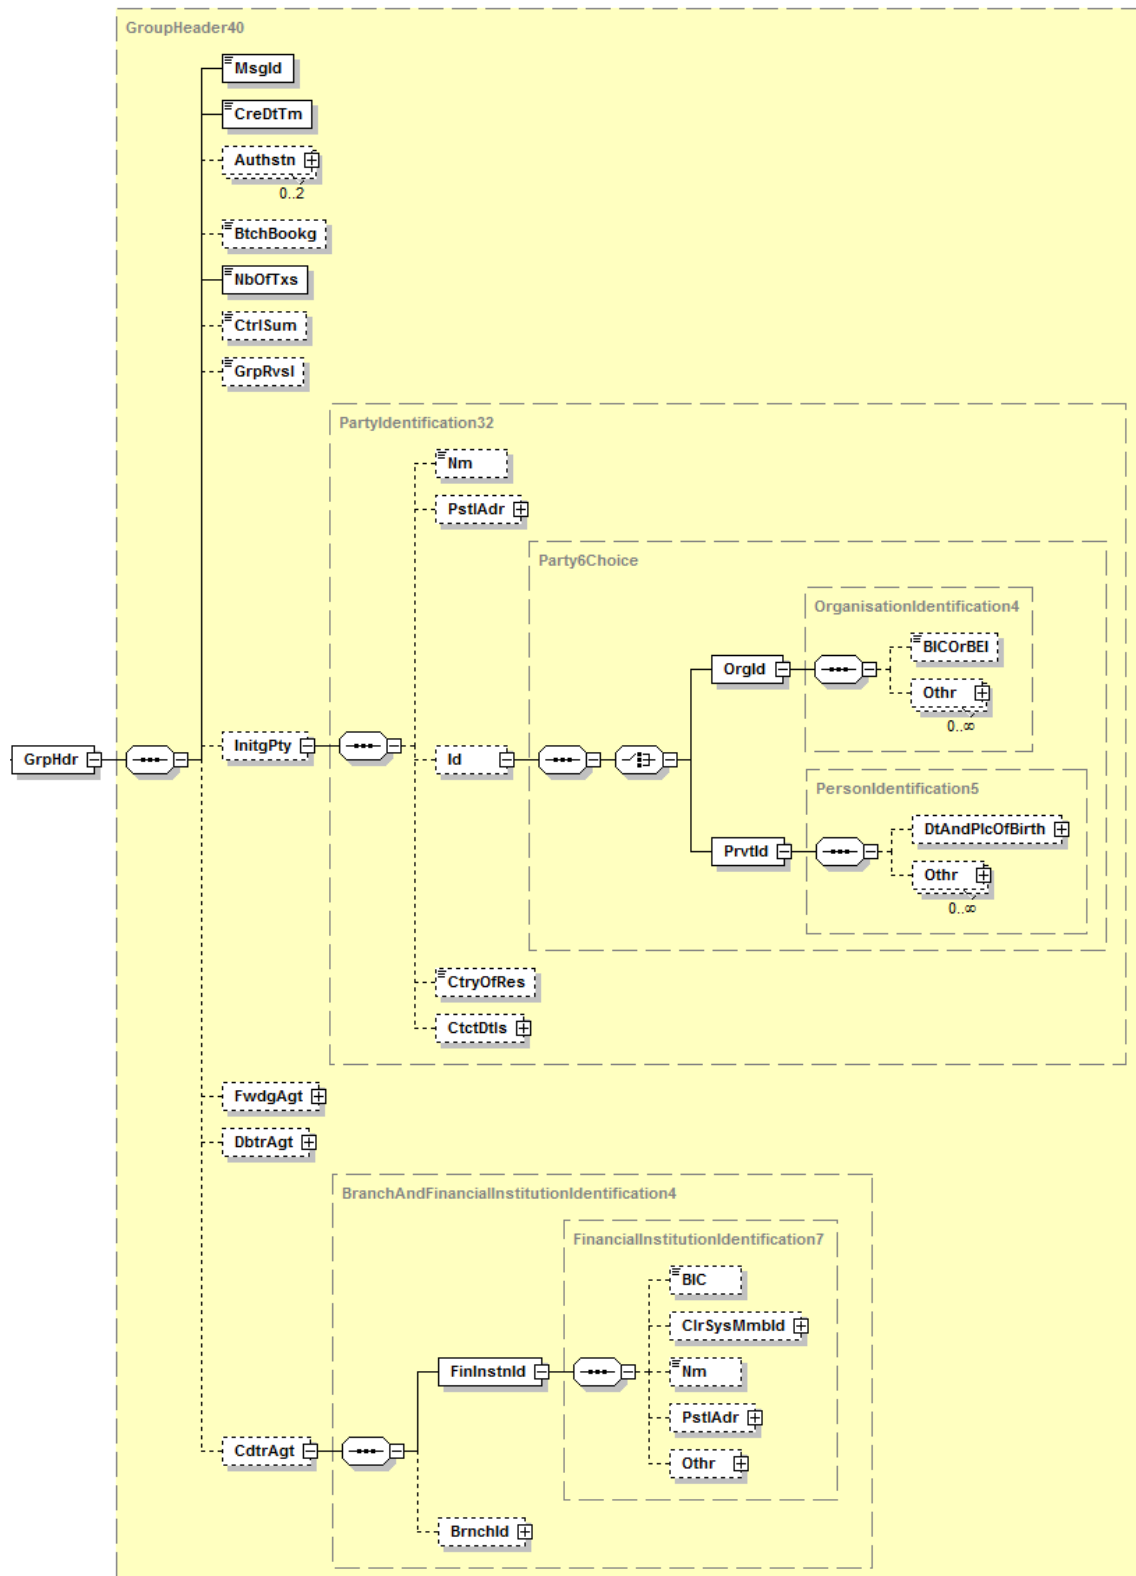 GroupHeader40
MsgId
CreDtTm
Authstn
0..2
BtchBookg
NbOfTxs
CtrlSum
GrpRvsl
PartyIdentification32
Nm
PstlAdr
Party6Choice
OrganisationIdentification4
BICOrBEI
OrgId
Othr
0..∞
GrpHdr
InitgPty
Id
PersonIdentification5
DtAndPlcOfBirth
PrvtId
Othr
0..∞
CtryOfRes
CtctDtls
FwdgAgt
DbtrAgt
BranchAndFinancialInstitutionIdentification4
FinancialInstitutionIdentification7
BIC
ClrSysMmbId
FinInstnId
Nm
PstlAdr
CdtrAgt
Othr
BrnchId